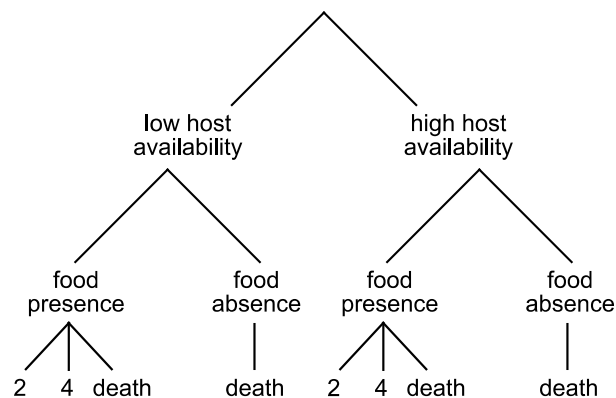 low host
availability
high host
availability
food
presence
food
absence
food
presence
food
absence
2 4 death
death
2 4 death
death